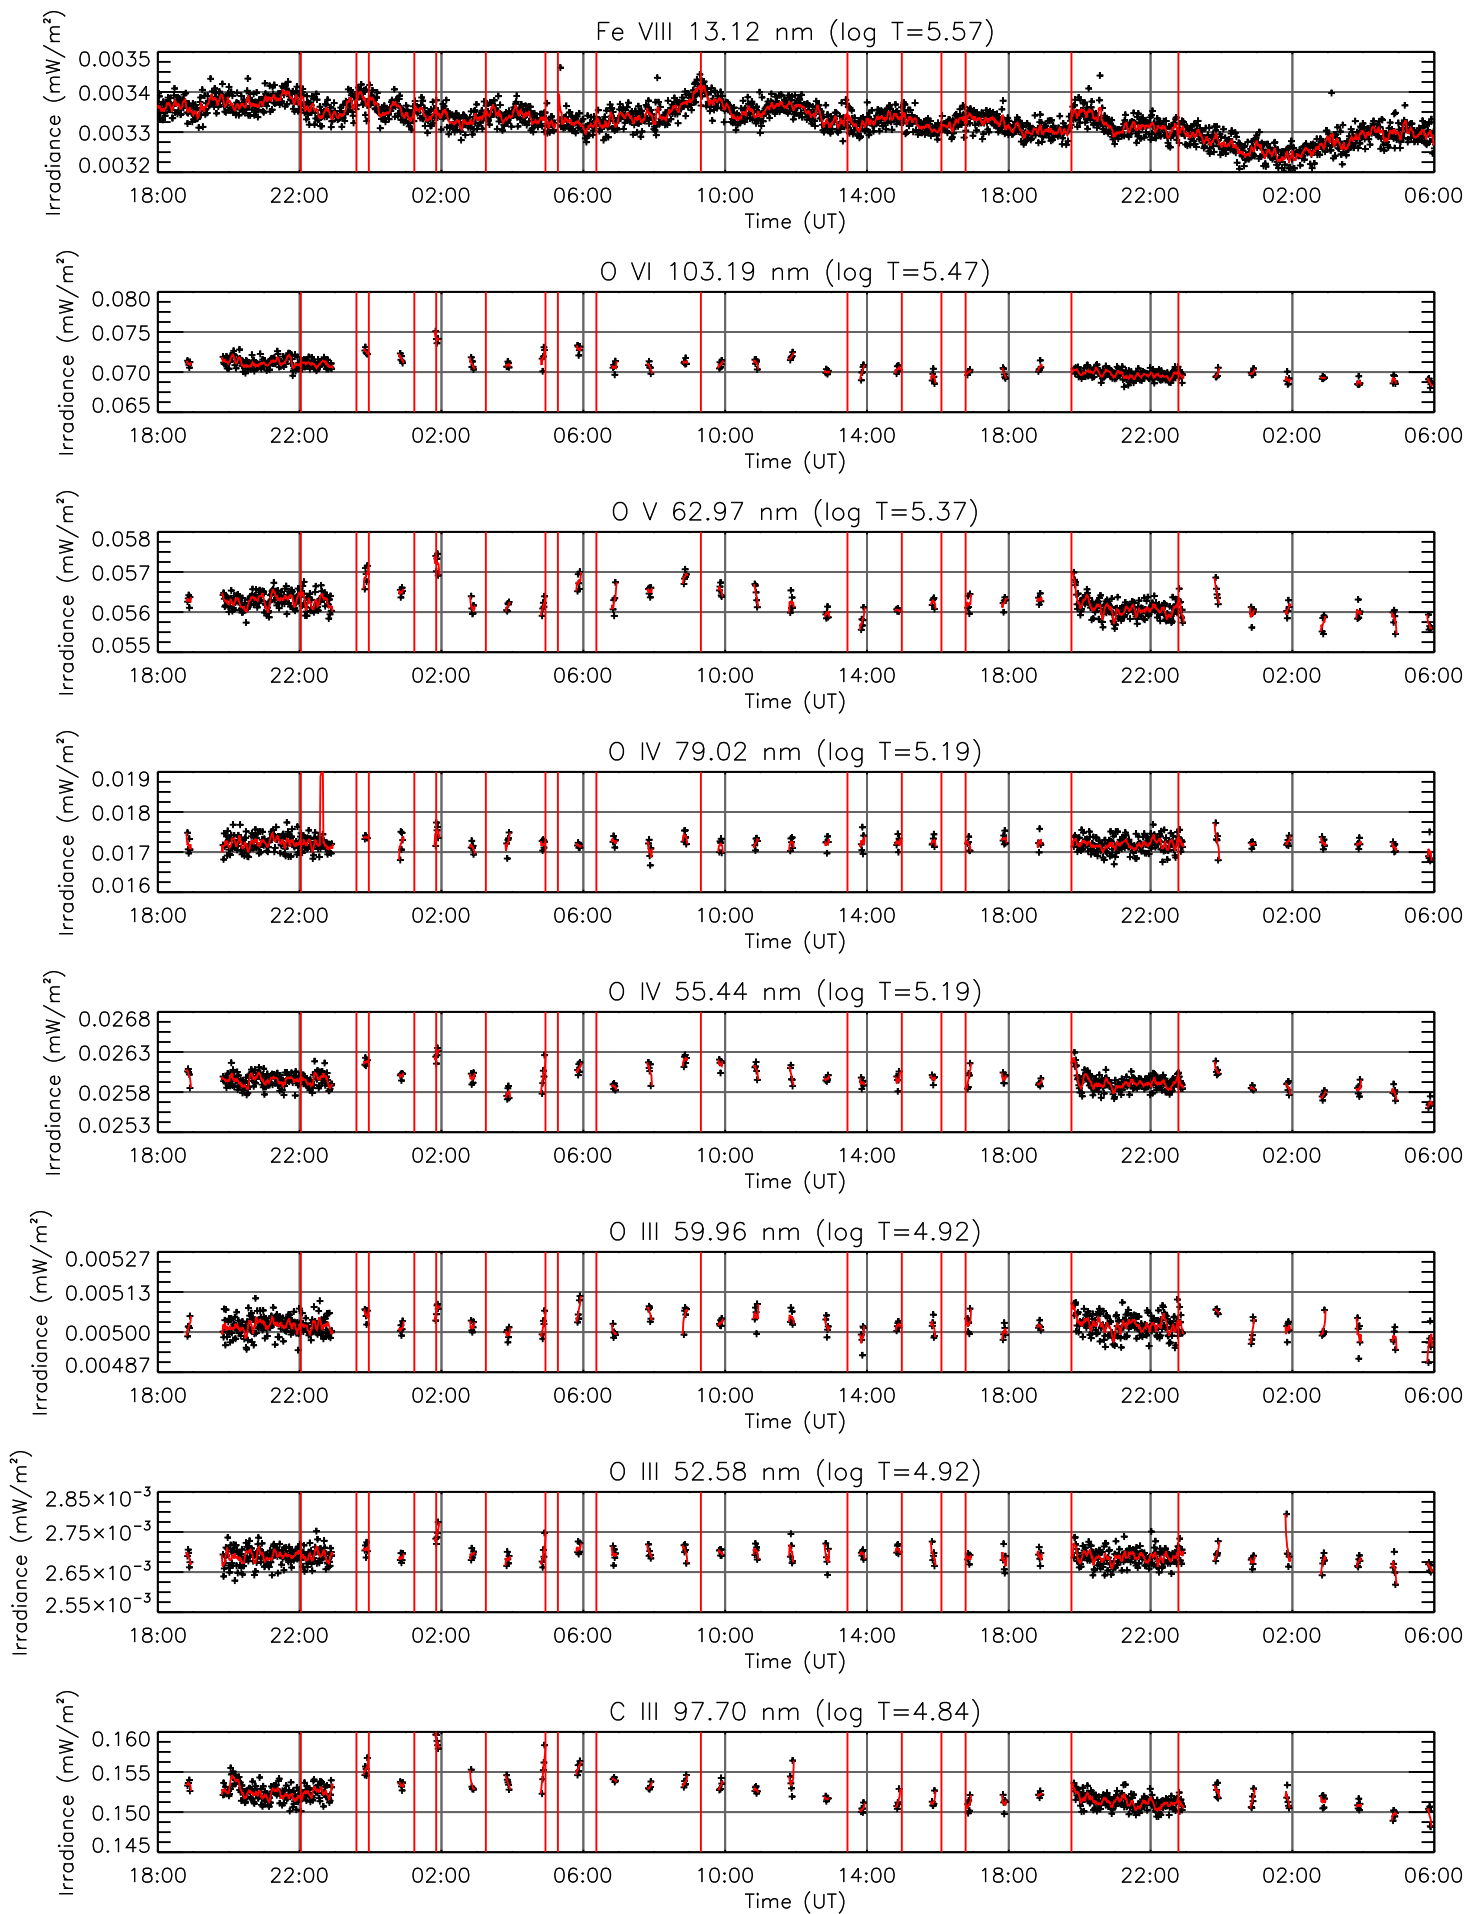 Fe VIII 13.12 nm (log T=5.57)
Irradiance (mW/m²)
0.0035
0.0034
0.0033
0.0032
18:00 22:00 02:00 06:00 10:00 14:00 18:00 22:00 02:00 06:00
Time (UT)
O VI 103.19 nm (log T=5.47)
Irradiance (mW/m²)
0.080
0.075
0.070
0.065
18:00 22:00 02:00 06:00 10:00 14:00 18:00 22:00 02:00 06:00
Time (UT)
O V 62.97 nm (log T=5.37)
Irradiance (mW/m²)
0.058
0.057
0.056
0.055
18:00 22:00 02:00 06:00 10:00 14:00 18:00 22:00 02:00 06:00
Time (UT)
O IV 79.02 nm (log T=5.19)
Irradiance (mW/m²)
0.019
0.018
0.017
0.016
18:00 22:00 02:00 06:00 10:00 14:00 18:00 22:00 02:00 06:00
Time (UT)
O IV 55.44 nm (log T=5.19)
Irradiance (mW/m²)
0.0268
0.0263
0.0258
0.0253
18:00 22:00 02:00 06:00 10:00 14:00 18:00 22:00 02:00 06:00
Time (UT)
O III 59.96 nm (log T=4.92)
Irradiance (mW/m²)
0.00527
0.00513
0.00500
0.00487
18:00 22:00 02:00 06:00 10:00 14:00 18:00 22:00 02:00 06:00
Time (UT)
O III 52.58 nm (log T=4.92)
Irradiance (mW/m²)
2.85×10⁻³
2.75×10⁻³
2.65×10⁻³
2.55×10⁻³
18:00 22:00 02:00 06:00 10:00 14:00 18:00 22:00 02:00 06:00
Time (UT)
C III 97.70 nm (log T=4.84)
Irradiance (mW/m²)
0.160
0.155
0.150
0.145
18:00 22:00 02:00 06:00 10:00 14:00 18:00 22:00 02:00 06:00
Time (UT)